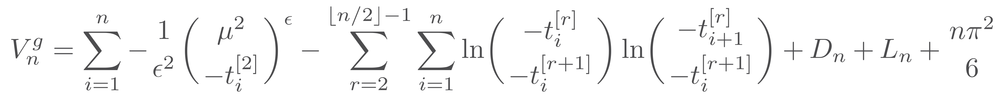 V_n^g = \sum_{i=1}^{n} - \frac{1}{\epsilon^2} \left( \frac{\mu^2}{-t_i^{[2]}} \right)^\epsilon - \sum_{r=2}^{\lfloor n/2 \rfloor - 1} \sum_{i=1}^{n} \ln \left( \frac{-t_i^{[r]}}{-t_i^{[r+1]}} \right) \ln \left( \frac{-t_{i+1}^{[r]}}{-t_i^{[r+1]}} \right) + D_n + L_n + \frac{n\pi^2}{6}